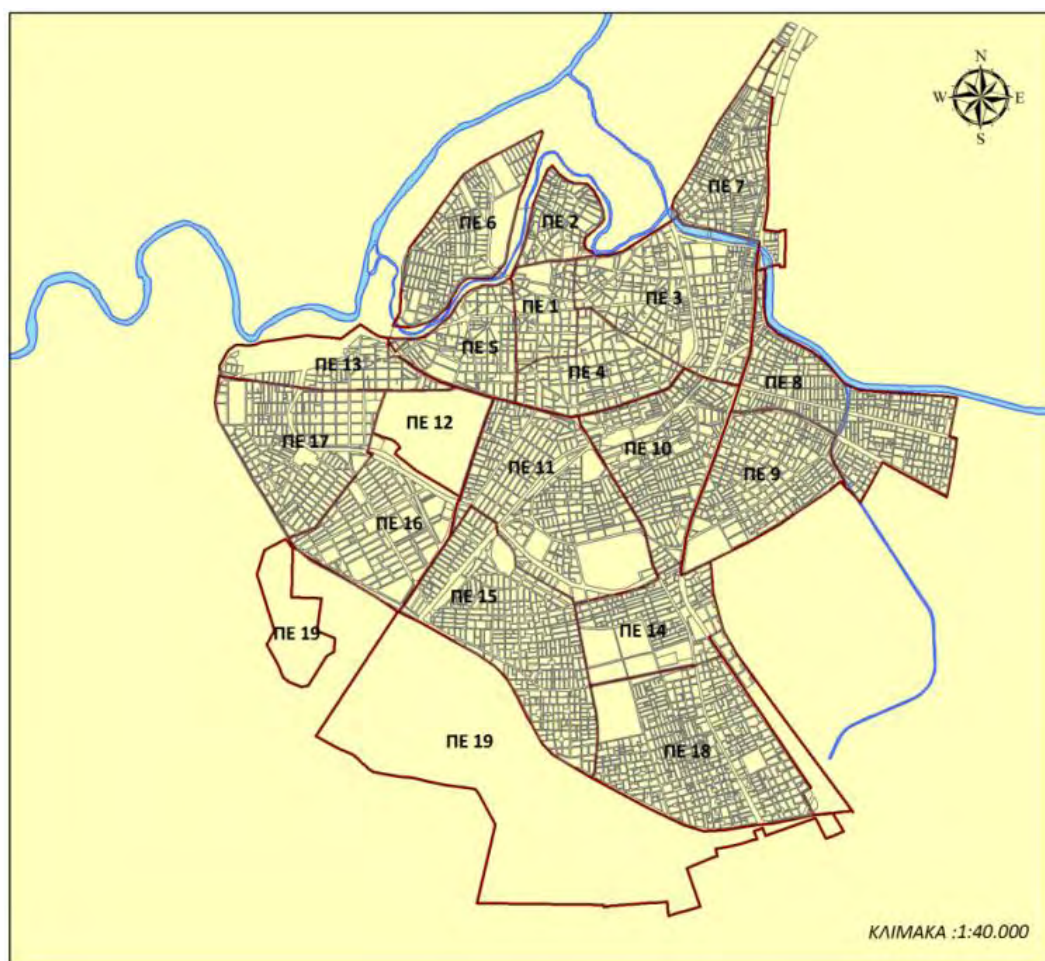 N
W E
S
ΠΕ 7
ΠΕ 6
ΠΕ 2
ΠΕ 1
ΠΕ 3
ΠΕ 5
ΠΕ 13
ΠΕ 4
ΠΕ 8
ΠΕ 12
ΠΕ 17
ΠΕ 11
ΠΕ 10
ΠΕ 9
ΠΕ 16
ΠΕ 15
ΠΕ 19
ΠΕ 14
ΠΕ 19
ΠΕ 18
ΚΛΙΜΑΚΑ :1:40.000